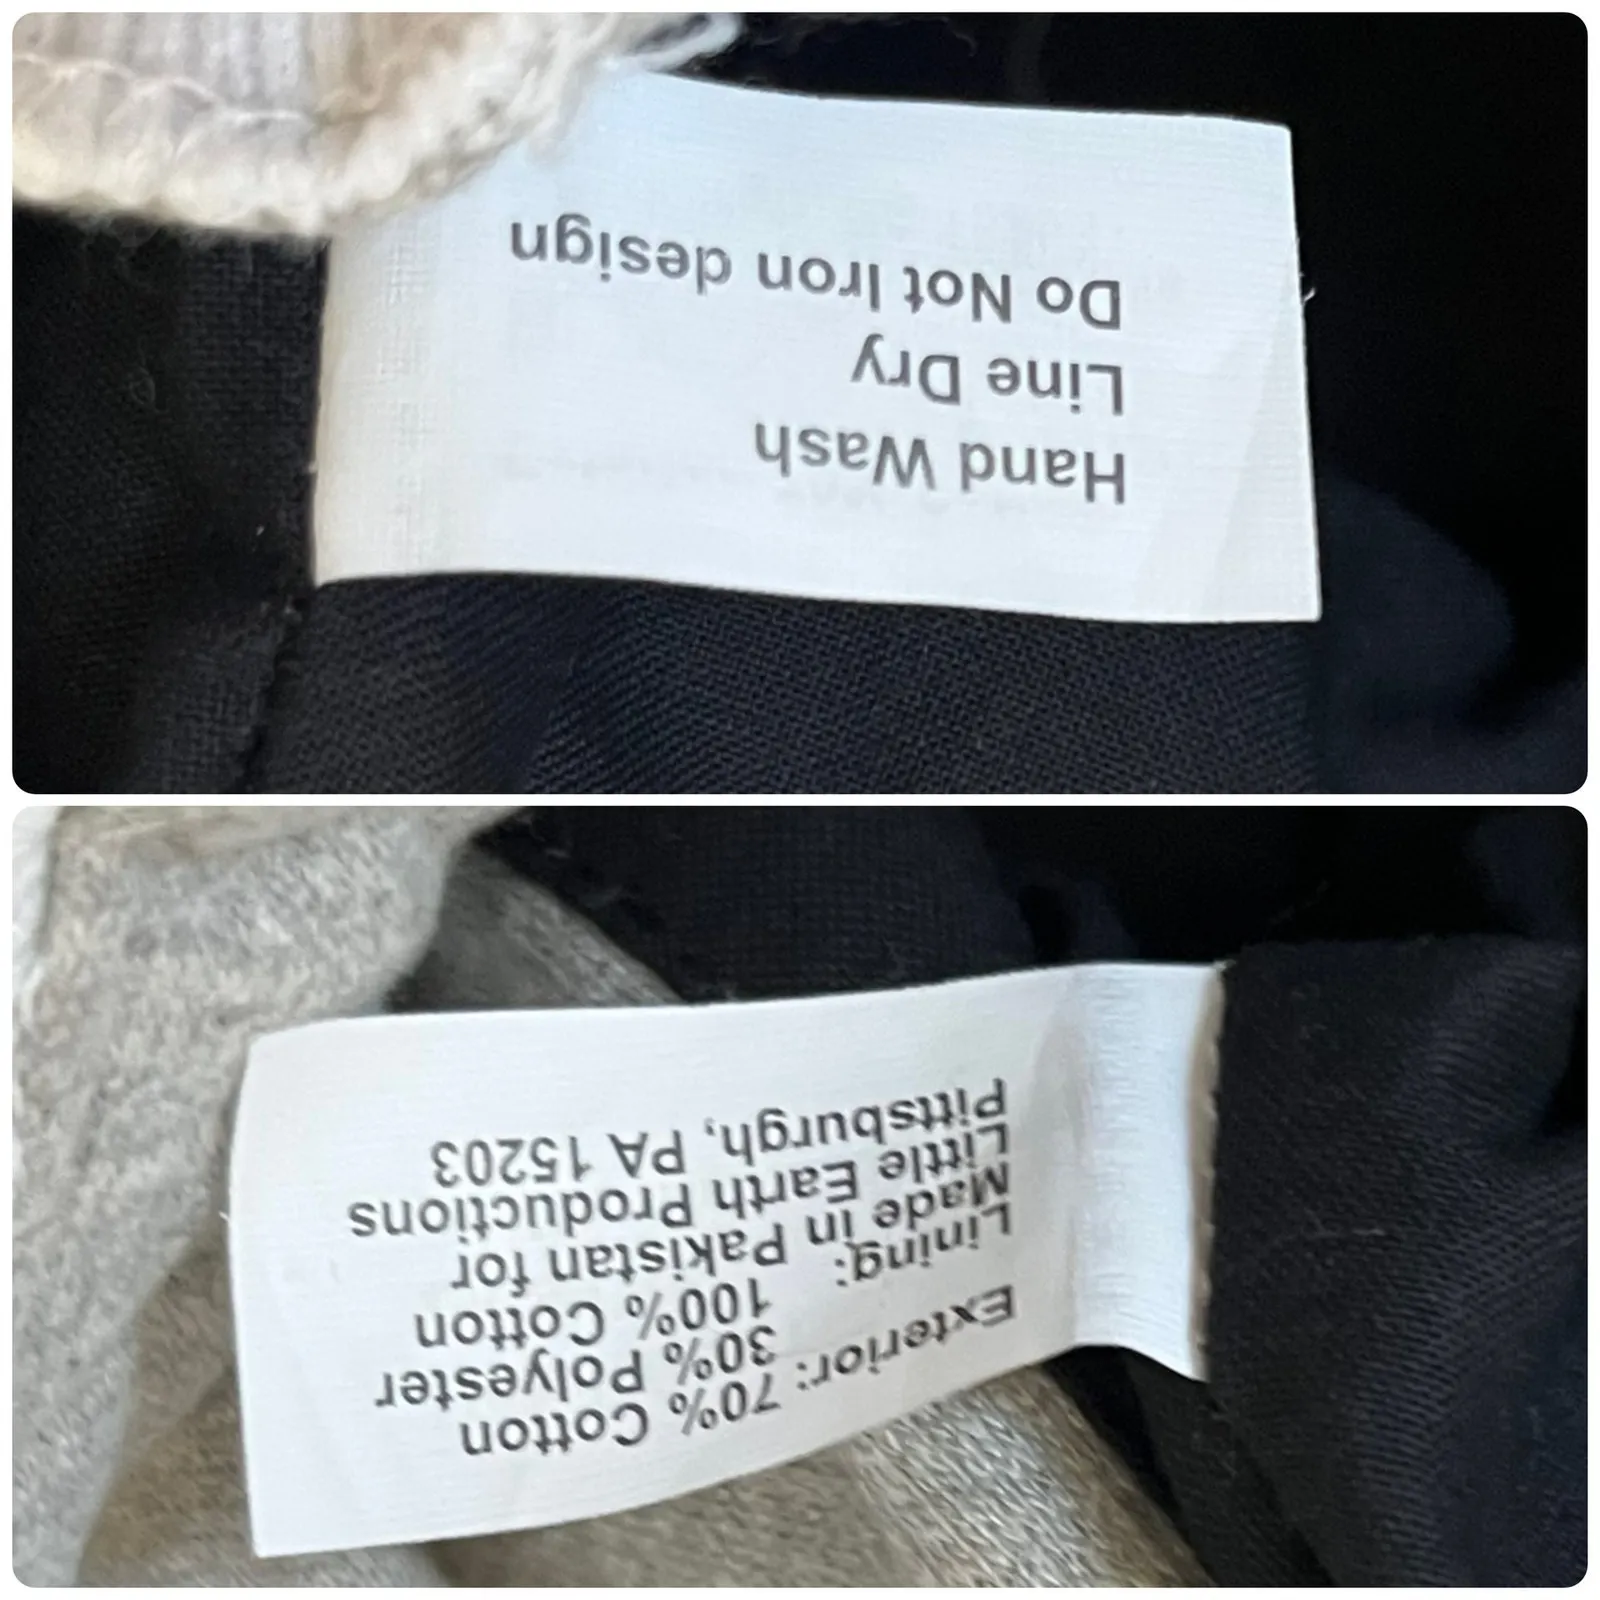 Hand Wash
Line Dry
Do Not Iron design
Exterior: 70% Cotton
30% Polyester
Lining: 100% Cotton
Made in Pakistan for
Little Earth Productions
Pittsburgh, PA 15203